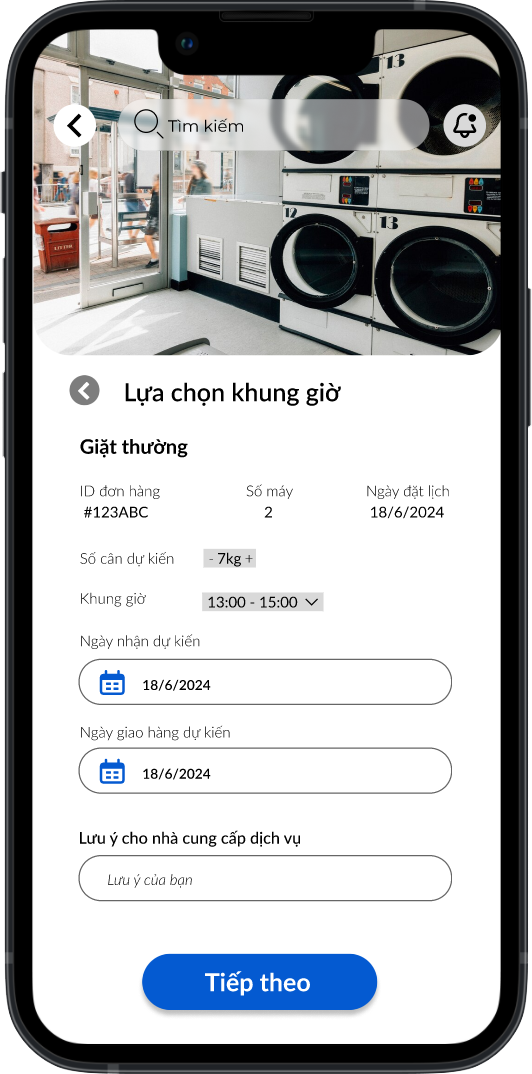 13
Tìm kiếm
LITTER
12
13
Lựa chọn khung giờ
Giặt thường
ID đơn hàng Số máy Ngày đặt lịch
#123ABC 2 18/6/2024
Số cân dự kiến - 7kg +
Khung giờ 13:00 - 15:00
Ngày nhận dự kiến
18/6/2024
Ngày giao hàng dự kiến
18/6/2024
Lưu ý cho nhà cung cấp dịch vụ
Lưu ý của bạn
Tiếp theo